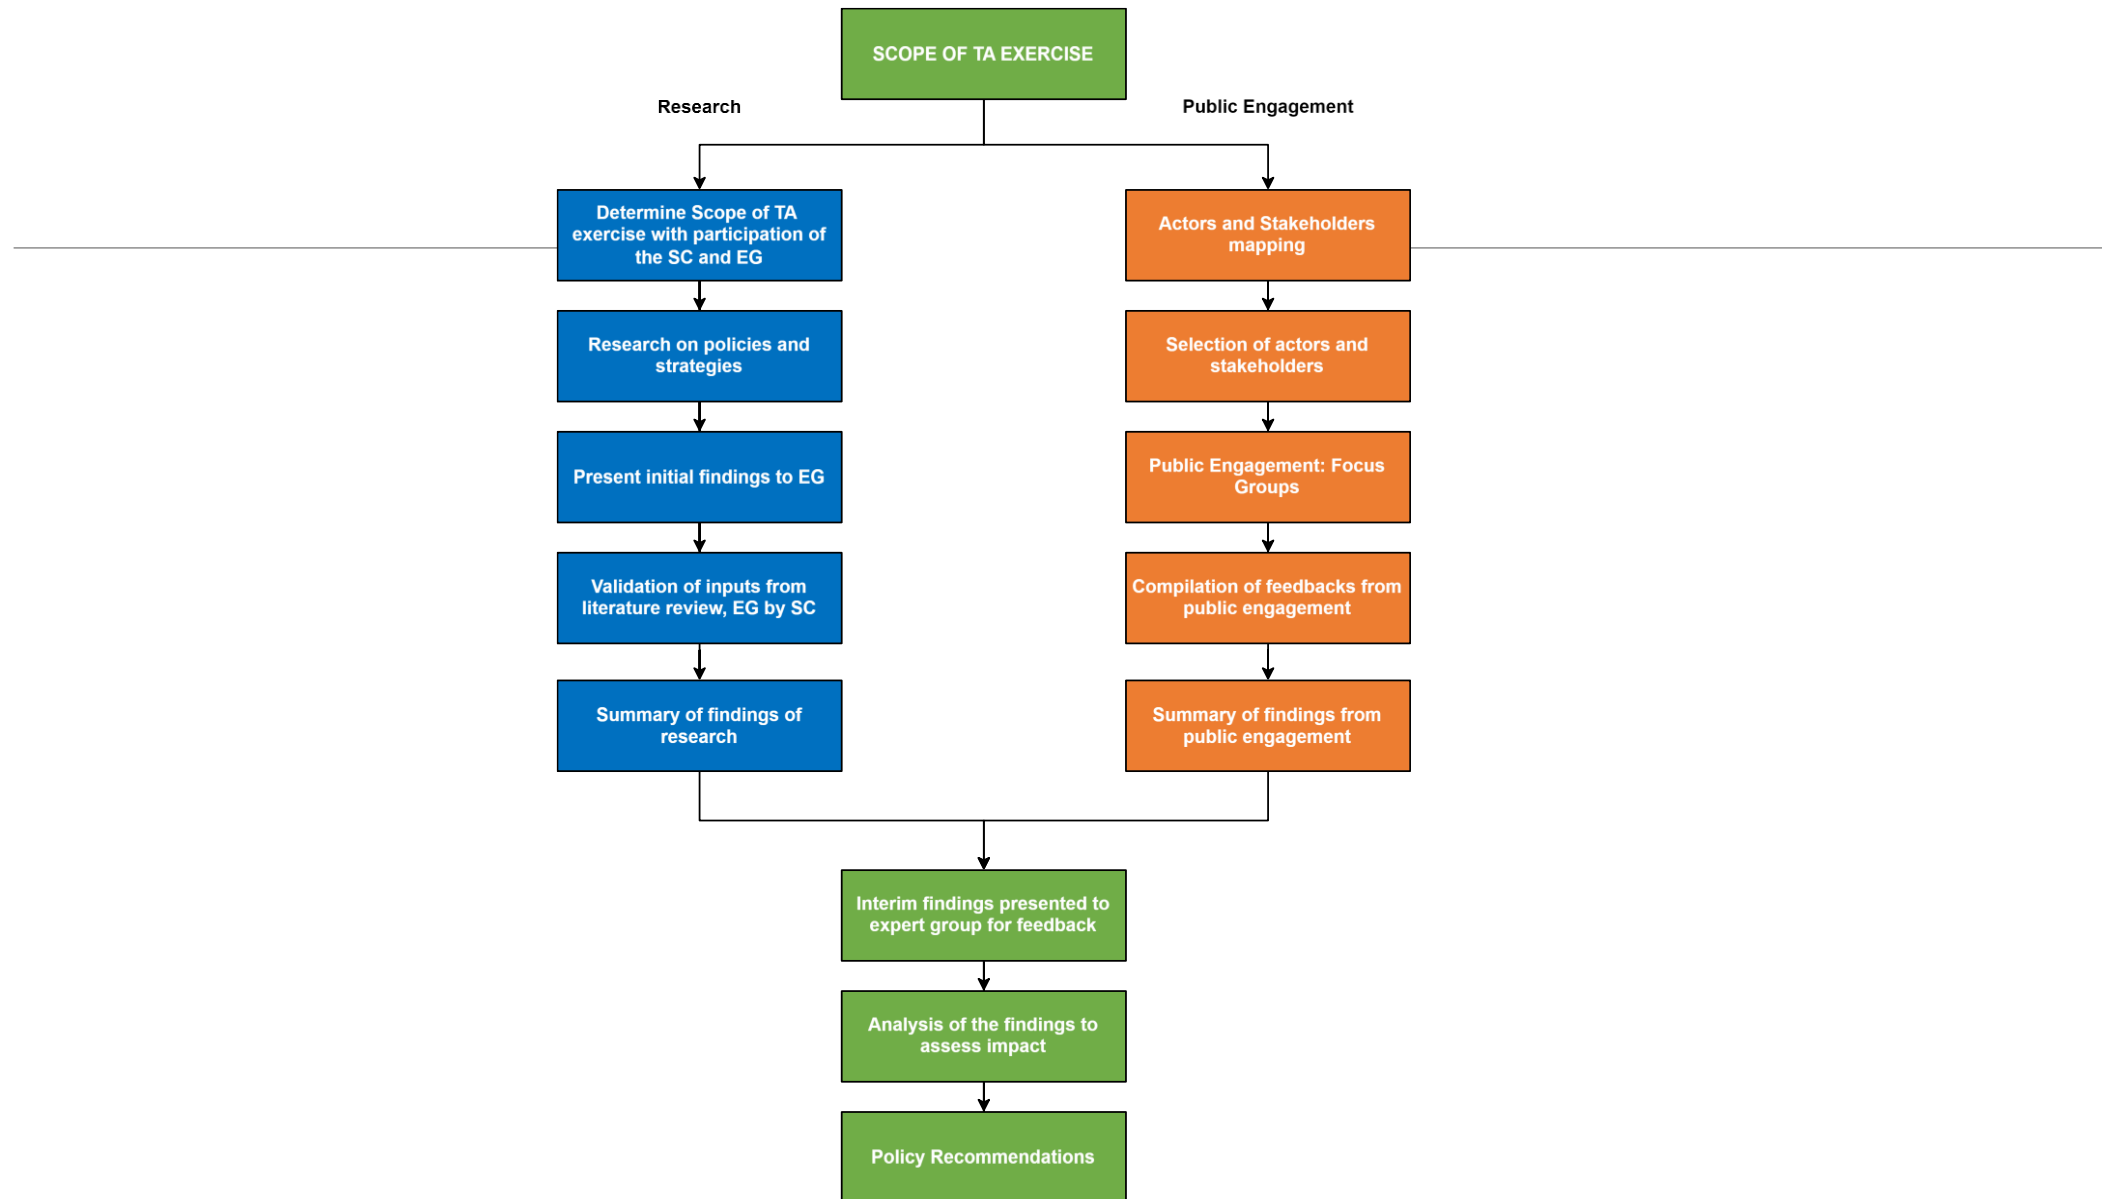 SCOPE OF TA EXERCISE
Research
Public Engagement
Determine Scope of TA
exercise with participation of
the SC and EG
Research on policies and
strategies
Present initial findings to EG
Validation of inputs from
literature review, EG by SC
Summary of findings of
research
Actors and Stakeholders
mapping
Selection of actors and
stakeholders
Public Engagement: Focus
Groups
Compilation of feedbacks from
public engagement
Summary of findings from
public engagement
Interim findings presented to
expert group for feedback
Analysis of the findings to
assess impact
Policy Recommendations